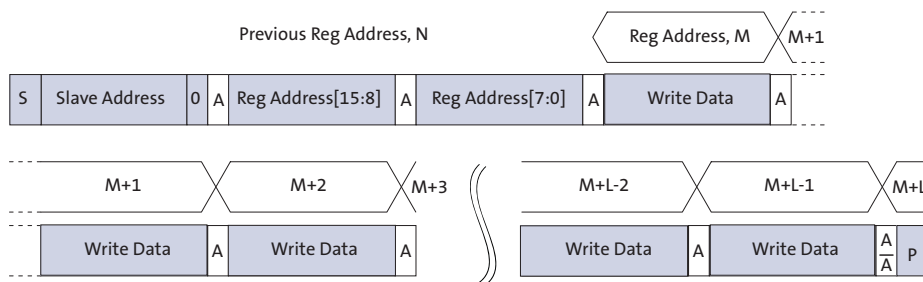 Previous Reg Address, N Reg Address, M M+1
S Slave Address 0 A Reg Address[15:8] A Reg Address[7:0] A Write Data A
M+1 M+2 M+3 M+L-2 M+L-1 M+L
Write Data A Write Data A Write Data A Write Data A/A̅ P